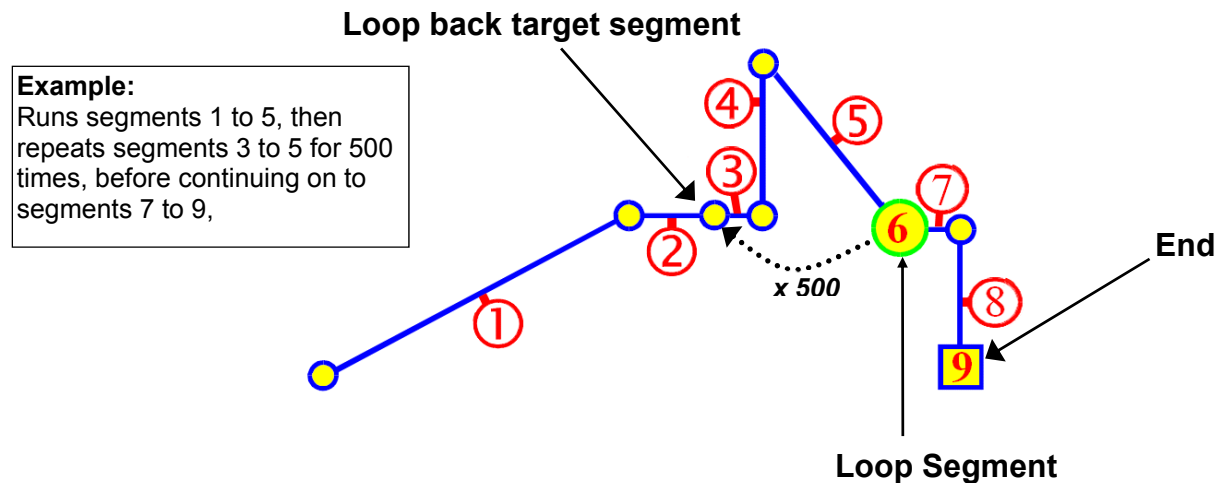 Loop back target segment
Example:
Runs segments 1 to 5, then
repeats segments 3 to 5 for 500
times, before continuing on to
segments 7 to 9,
4
5
3
7
6
2
End
x 500
8
1
9
Loop Segment